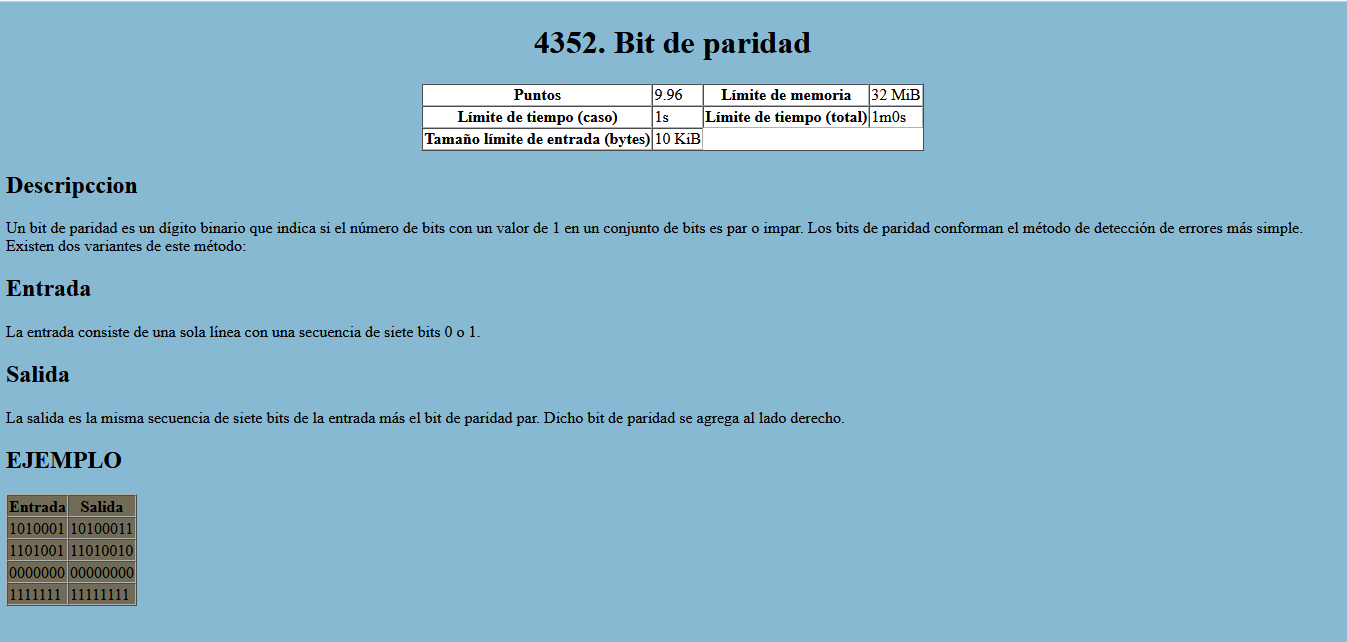 4352. Bit de paridad
Puntos 9.96 Límite de memoria 32 MiB
Límite de tiempo (caso) 1s Límite de tiempo (total) 1m0s
Tamaño límite de entrada (bytes) 10 KiB
Descripccion
Un bit de paridad es un dígito binario que indica si el número de bits con un valor de 1 en un conjunto de bits es par o impar. Los bits de paridad conforman el método de detección de errores más simple.
Existen dos variantes de este método:
Entrada
La entrada consiste de una sola línea con una secuencia de siete bits 0 o 1.
Salida
La salida es la misma secuencia de siete bits de la entrada más el bit de paridad par. Dicho bit de paridad se agrega al lado derecho.
EJEMPLO
Entrada Salida
1010001 10100011
1101001 11010010
0000000 00000000
1111111 11111111